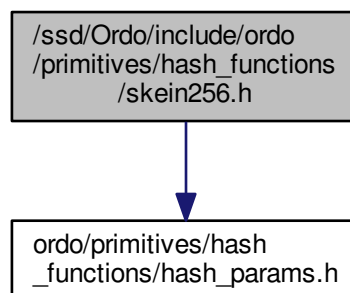 /ssd/Ordo/include/ordo
/primitives/hash_functions
/skein256.h
ordo/primitives/hash
_functions/hash_params.h